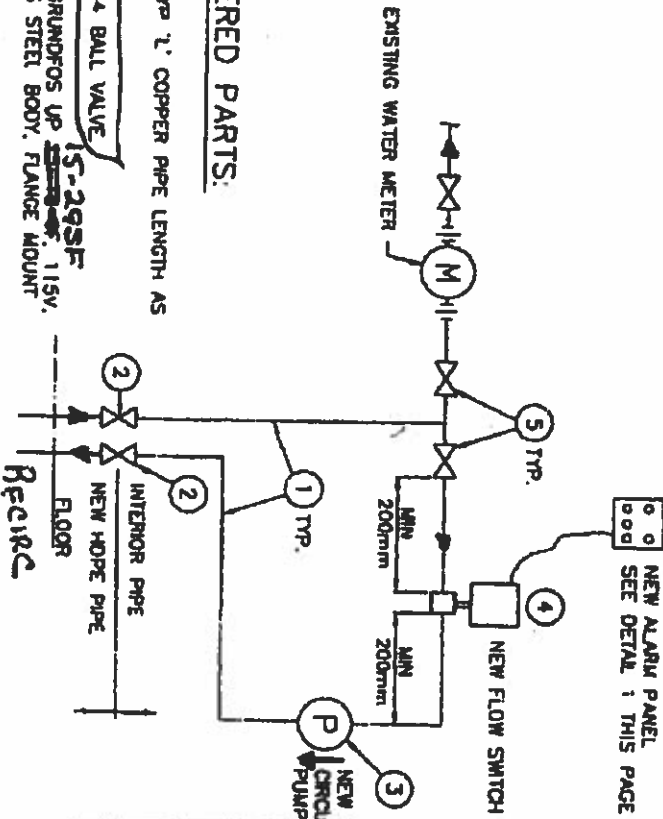 NEW ALARM PANEL
SEE DETAIL 1 THIS PAGE
EXISTING WATER METER
M
5 TYP.
4
NEW FLOW SWITCH
MIN
200mm
MIN
200mm
P
3
NEW
PUMP
1 TYP.
2
2
INTERIOR PIPE
NEW HDPE PIPE
FLOOR
RECIRC
ERED PARTS:
YP 'L' COPPER PIPE LENGTH AS
4 BALL VALVE
15-29SF
GRUNDFOS UP 115V.
STEEL BODY, FLANGE MOUNT